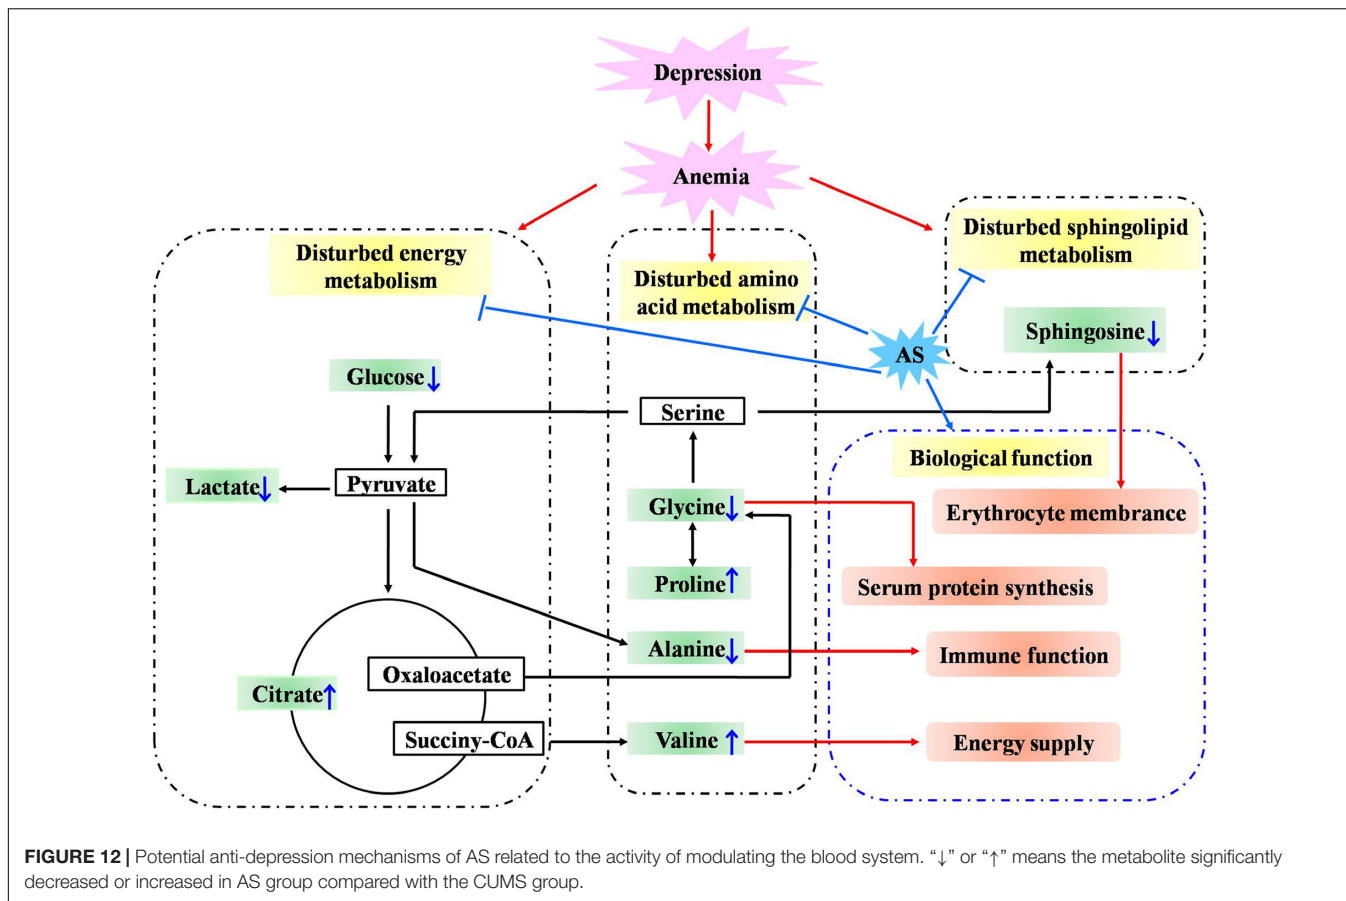 Depression
Anemia
Disturbed energy
metabolism
Disturbed amino
acid metabolism
Disturbed sphingolipid
metabolism
AS
Sphingosine↓
Glucose↓
Serine
Biological function
Lactate↓
Pyruvate
Glycine↓
Erythrocyte membrance
Proline↑
Serum protein synthesis
Alanine↓
Immune function
Oxaloacetate
Citrate↑
Succiny-CoA
Valine↑
Energy supply
FIGURE 12 | Potential anti-depression mechanisms of AS related to the activity of modulating the blood system. “↓” or “↑” means the metabolite significantly
decreased or increased in AS group compared with the CUMS group.